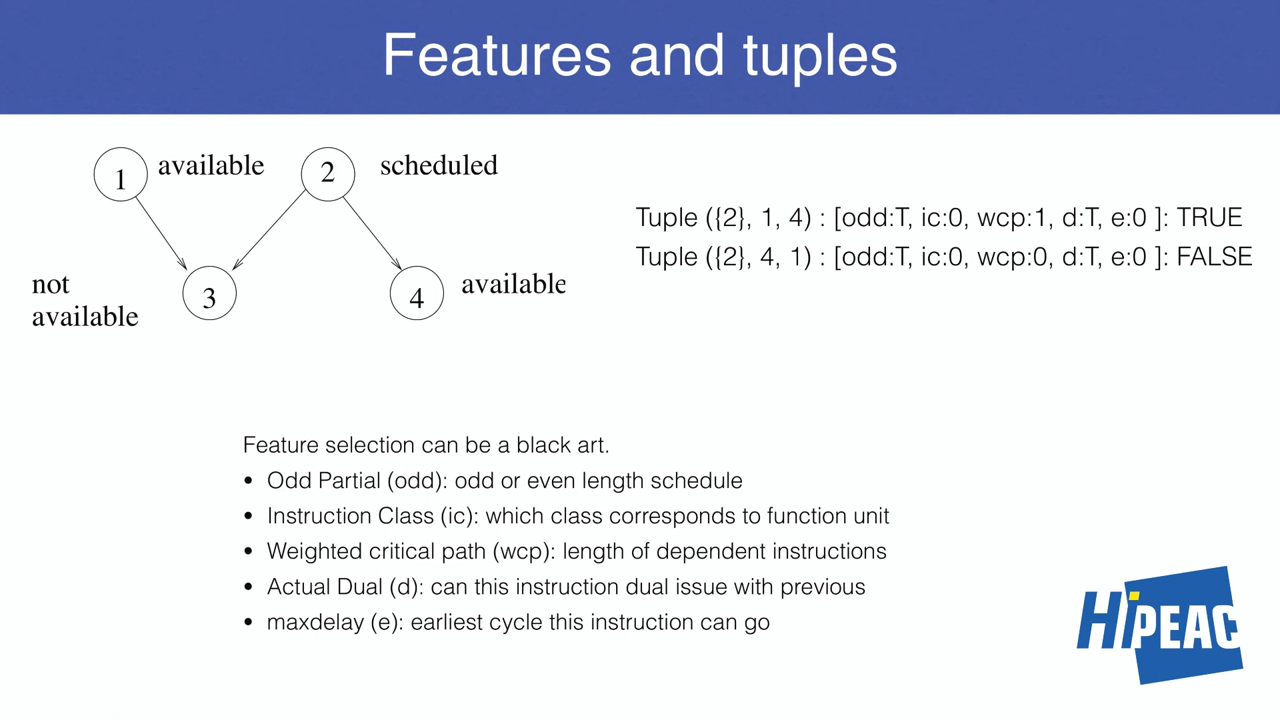 Features and tuples
1 available 2 scheduled
Tuple ({2}, 1, 4) : [odd:T, ic:0, wcp:1, d:T, e:0 ]: TRUE
Tuple ({2}, 4, 1) : [odd:T, ic:0, wcp:0, d:T, e:0 ]: FALSE
not
available
3 4 available
Feature selection can be a black art.
• Odd Partial (odd): odd or even length schedule
• Instruction Class (ic): which class corresponds to function unit
• Weighted critical path (wcp): length of dependent instructions
• Actual Dual (d): can this instruction dual issue with previous
• maxdelay (e): earliest cycle this instruction can go
HiPEAC